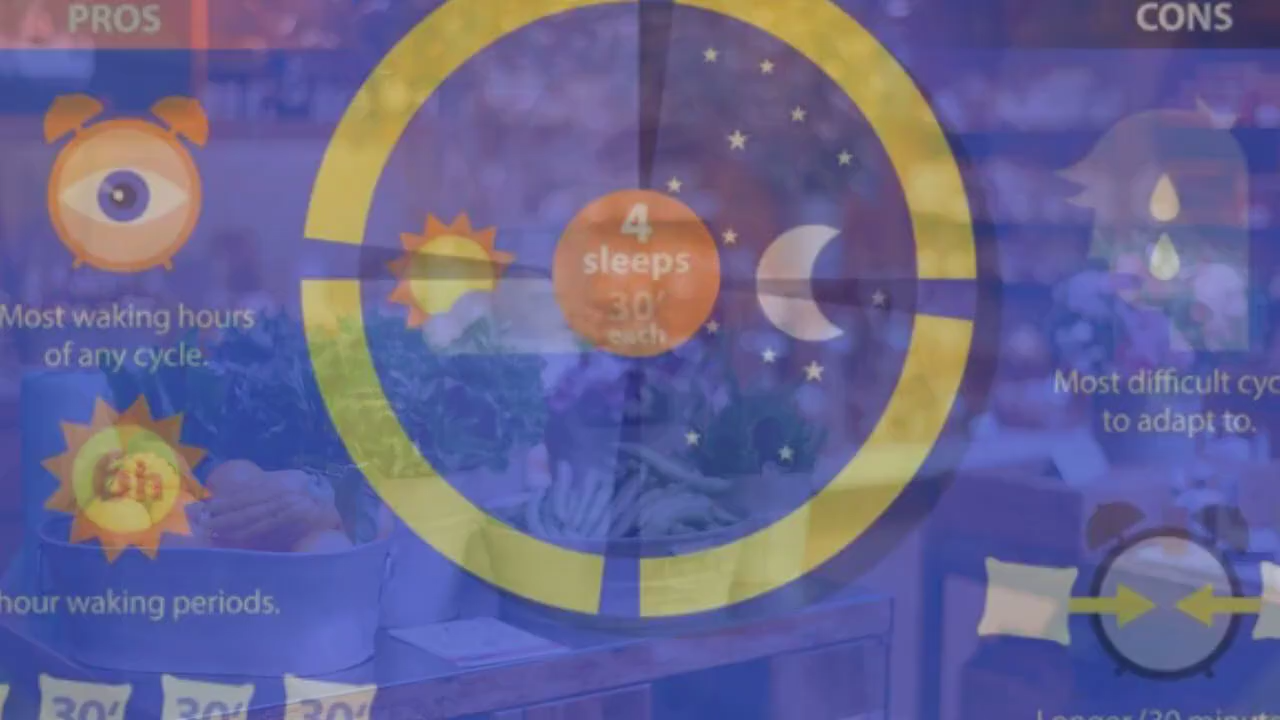 PROS
CONS
4
sleeps
30'
each
Most waking hours
of any cycle.
Most difficult
to adapt to.
6h
hour waking periods.
30'
30'
30'